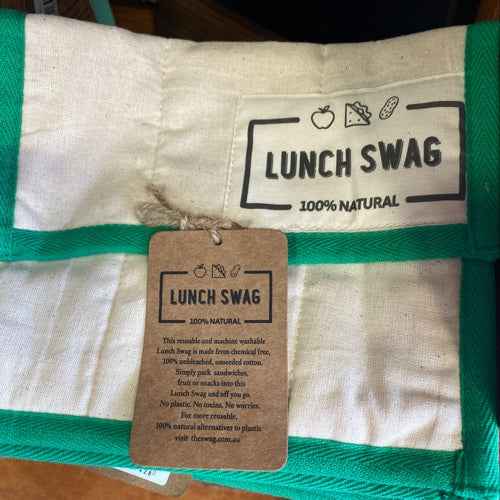 LUNCH SWAG
100% NATURAL
LUNCH SWAG
100% NATURAL
This reusable and machine washable
Lunch Swag is made from chemical free,
100% unbleached, unseeded cotton.
Simply pack sandwiches,
fruit or snacks into this
Lunch Swag and off you go.
No plastic. No toxins. No worries.
For more reusable,
100% natural alternatives to plastic
visit theswag.com.au